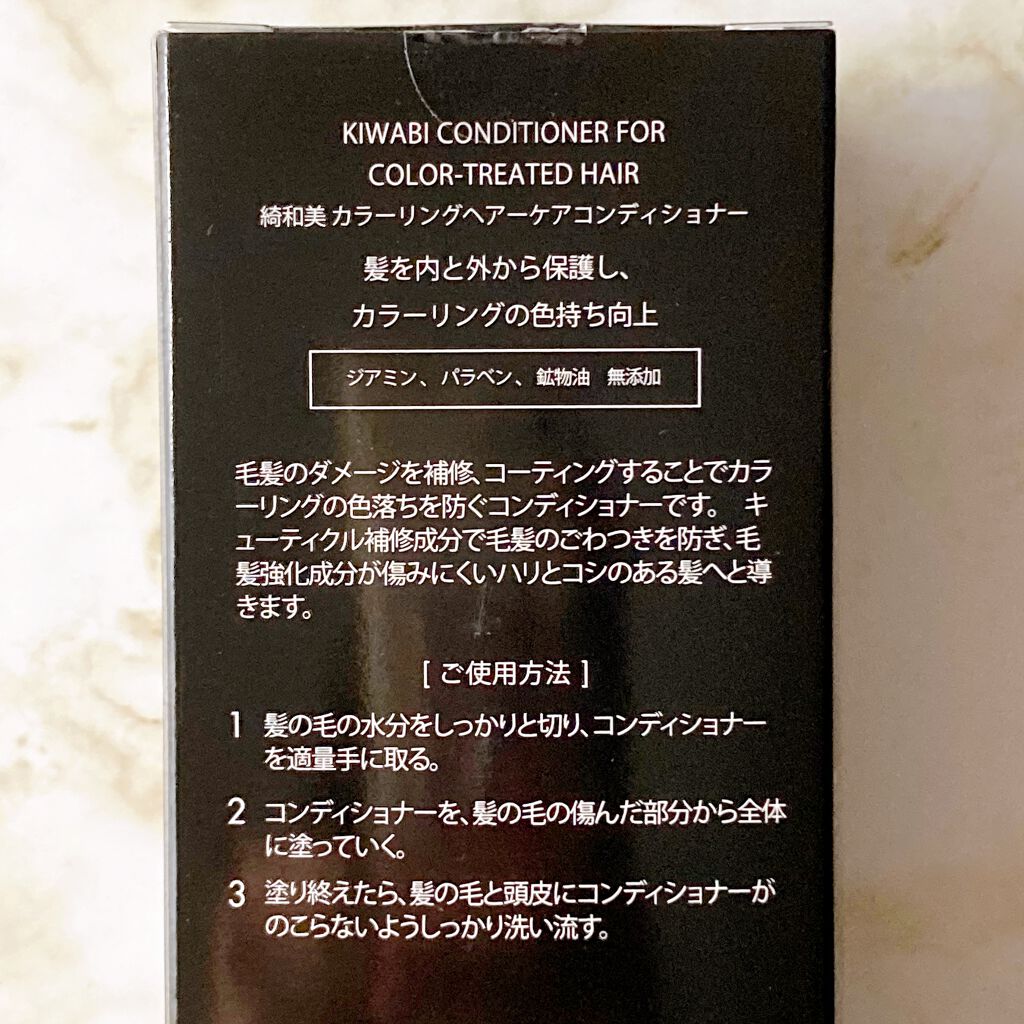 KIWABI CONDITIONER FOR
COLOR-TREATED HAIR
綺和美 カラーリングヘアーケアコンディショナー
髪を内と外から保護し、
カラーリングの色持ち向上
ジアミン、パラベン、鉱物油　無添加
毛髪のダメージを補修、コーティングすることでカラ
ーリングの色落ちを防ぐコンディショナーです。　キ
ューティクル補修成分で毛髪のごわつきを防ぎ、毛
髪強化成分が傷みにくいハリとコシのある髪へと導
きます。
[ ご使用方法 ]
1 髪の毛の水分をしっかりと切り、コンディショナー
を適量手に取る。
2 コンディショナーを、髪の毛の傷んだ部分から全体
に塗っていく。
3 塗り終えたら、髪の毛と頭皮にコンディショナーが
のこらないようしっかり洗い流す。